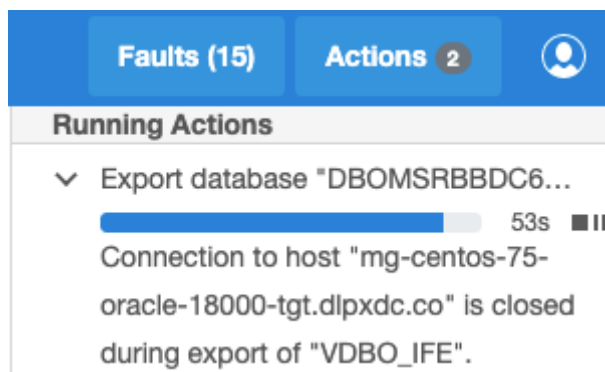 Faults (15) Actions 2
Running Actions
Export database "DBOMSRBBDC6...
53s
Connection to host "mg-centos-75-
oracle-18000-tgt.dlpxdc.co" is closed
during export of "VDBO_IFE".